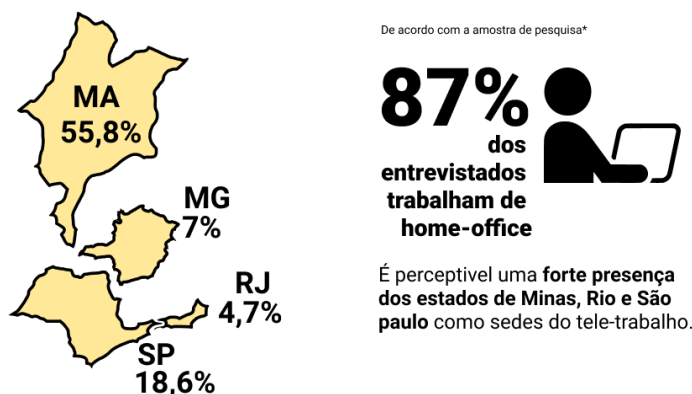 MA
55,8%
MG
7%
RJ
4,7%
SP
18,6%
De acordo com a amostra de pesquisa*
87%
dos
entrevistados
trabalham de
home-office
É perceptivel uma forte presença
dos estados de Minas, Rio e São
paulo como sedes do tele-trabalho.